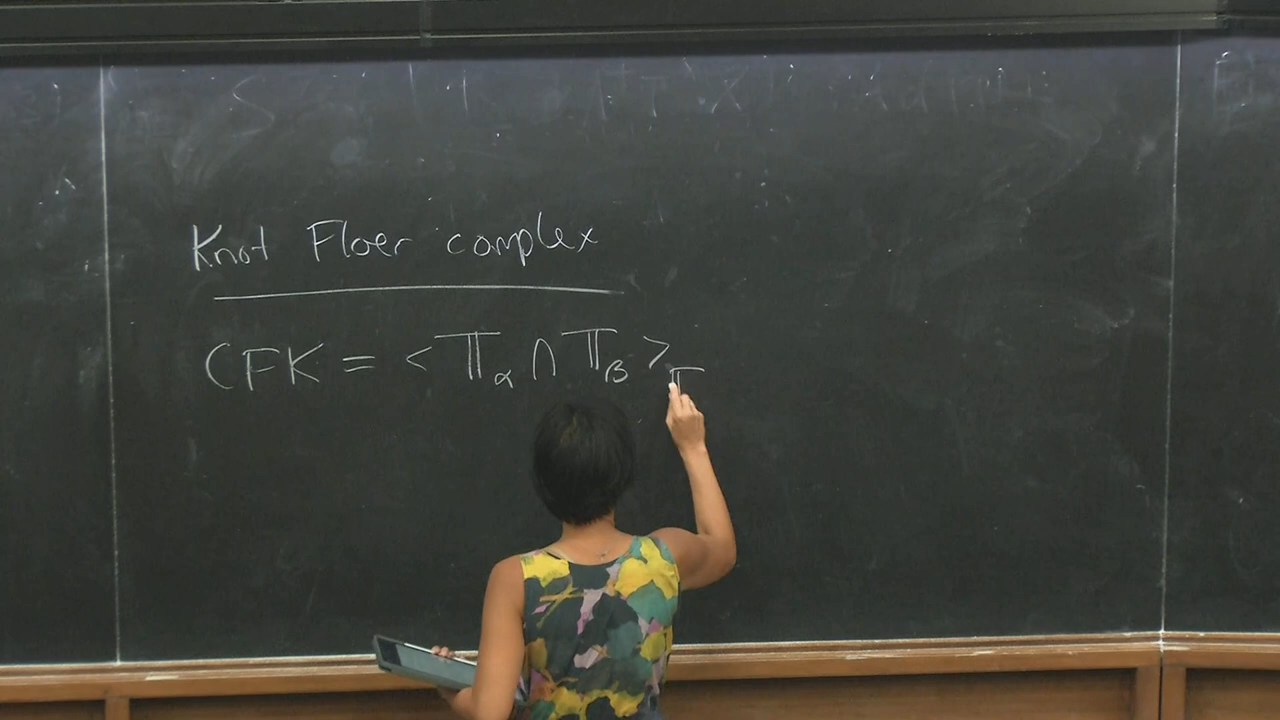 Knot Floer complex
CFK = < 𝕋α ∩ 𝕋β >